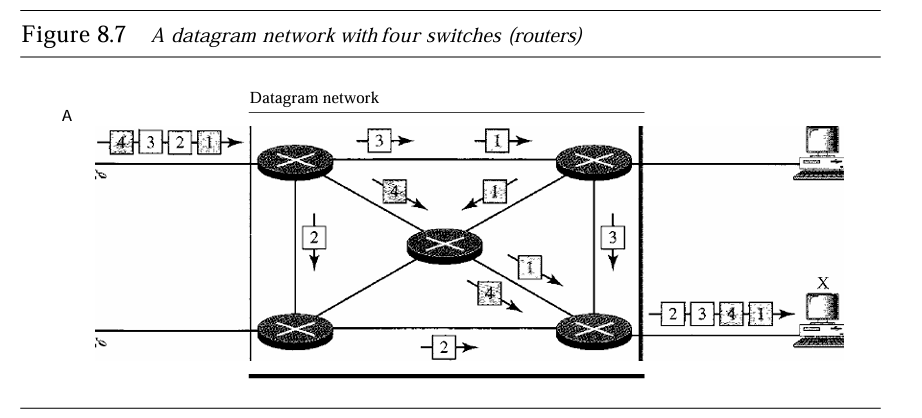 Figure 8.7 A datagram network with four switches (routers)
Datagram network
A
4 3 2 1
3 1
4 1
2 3
1
4
X
2 3 4 1
2